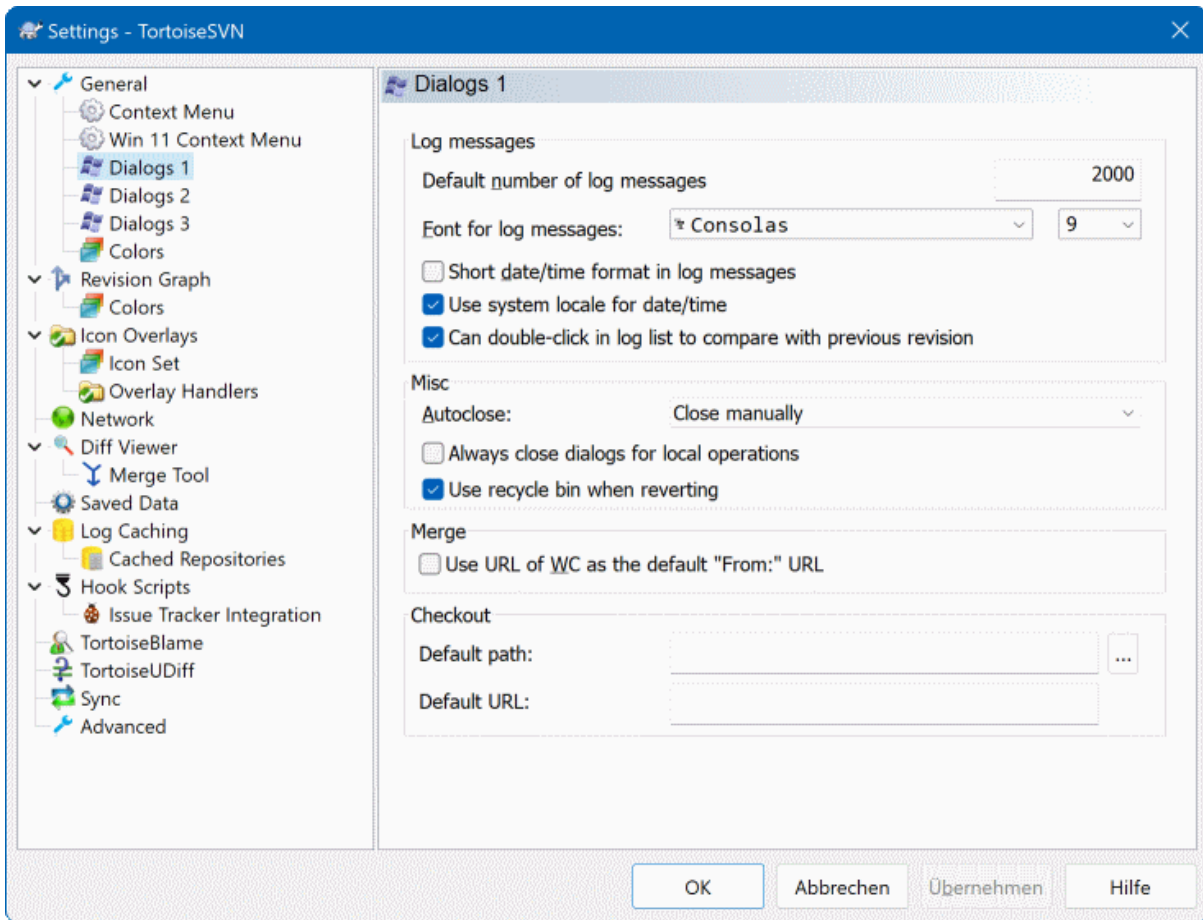 Settings - TortoiseSVN
General
Context Menu
Win 11 Context Menu
Dialogs 1
Dialogs 2
Dialogs 3
Colors
Revision Graph
Colors
Icon Overlays
Icon Set
Overlay Handlers
Network
Diff Viewer
Merge Tool
Saved Data
Log Caching
Cached Repositories
Hook Scripts
Issue Tracker Integration
TortoiseBlame
TortoiseUDiff
Sync
Advanced
Dialogs 1
Log messages
Default number of log messages 2000
Font for log messages: Consolas 9
Short date/time format in log messages
Use system locale for date/time
Can double-click in log list to compare with previous revision
Misc
Autoclose: Close manually
Always close dialogs for local operations
Use recycle bin when reverting
Merge
Use URL of WC as the default "From:" URL
Checkout
Default path: ...
Default URL:
OK Abbrechen Übernehmen Hilfe